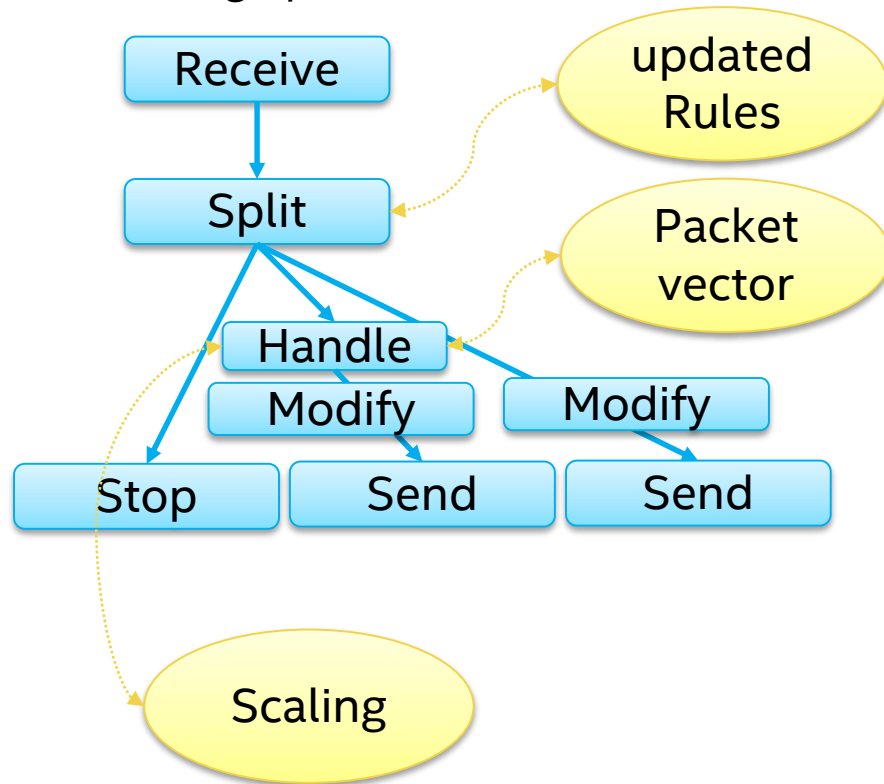 Receive
updated
Rules
Split
Packet
vector
Handle
Modify
Modify
Stop
Send
Send
Scaling